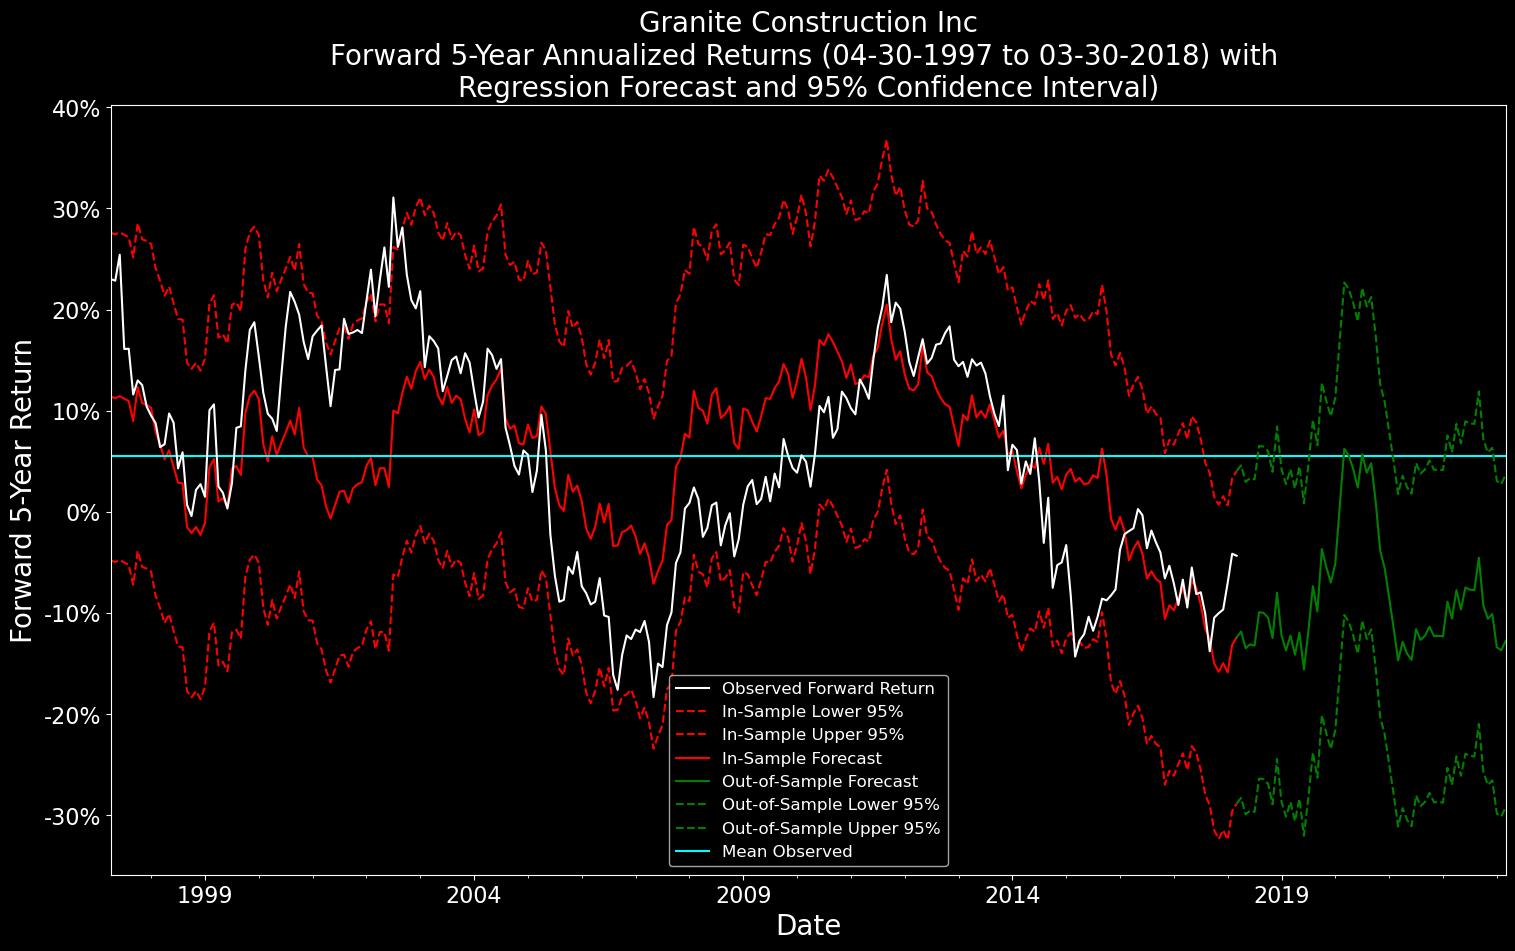 Granite Construction Inc
Forward 5-Year Annualized Returns (04-30-1997 to 03-30-2018) with
Regression Forecast and 95% Confidence Interval)
Forward 5-Year Return
40%
30%
20%
10%
0%
-10%
-20%
-30%
Observed Forward Return
In-Sample Lower 95%
In-Sample Upper 95%
In-Sample Forecast
Out-of-Sample Forecast
Out-of-Sample Lower 95%
Out-of-Sample Upper 95%
Mean Observed
1999 2004 2009 2014 2019
Date